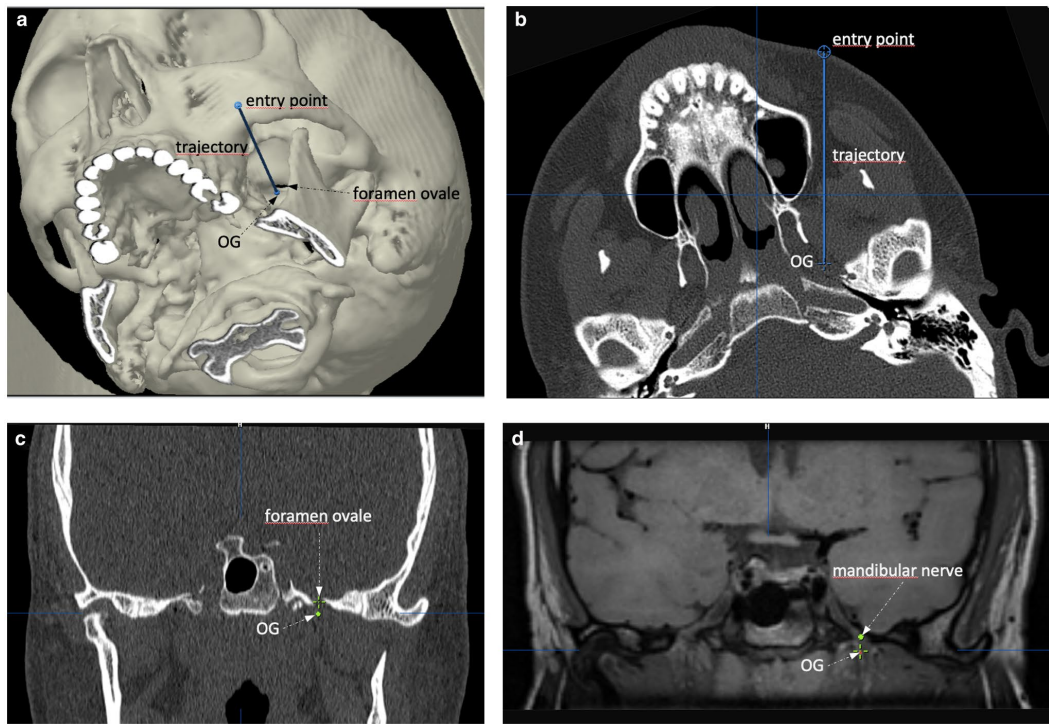 a
entry point
trajectory
foramen ovale
OG
b
entry point
trajectory
OG
c
H
foramen ovale
OG
d
H
mandibular nerve
OG